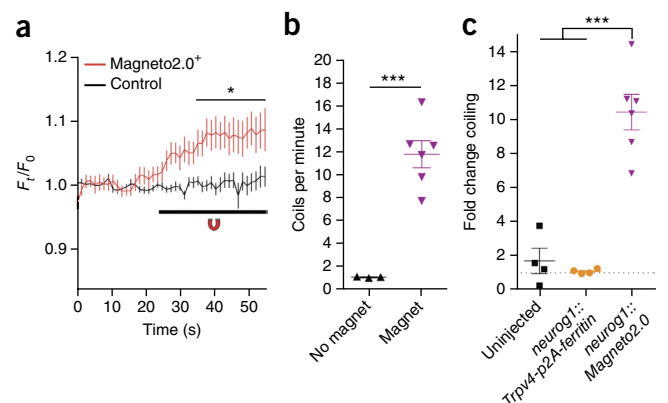 a
b
c
Magneto2.0+
Control
*
1.2
1.1
1.0
0.9
Ft/F0
0 10 20 30 40 50
Time (s)
***
20
18
16
14
12
10
8
6
4
2
0
Coils per minute
No magnet
Magnet
***
14
12
10
8
6
4
2
0
Fold change coiling
Uninjected
neurog1::
Trpv4-p2A-ferritin
neurog1::
Magneto2.0